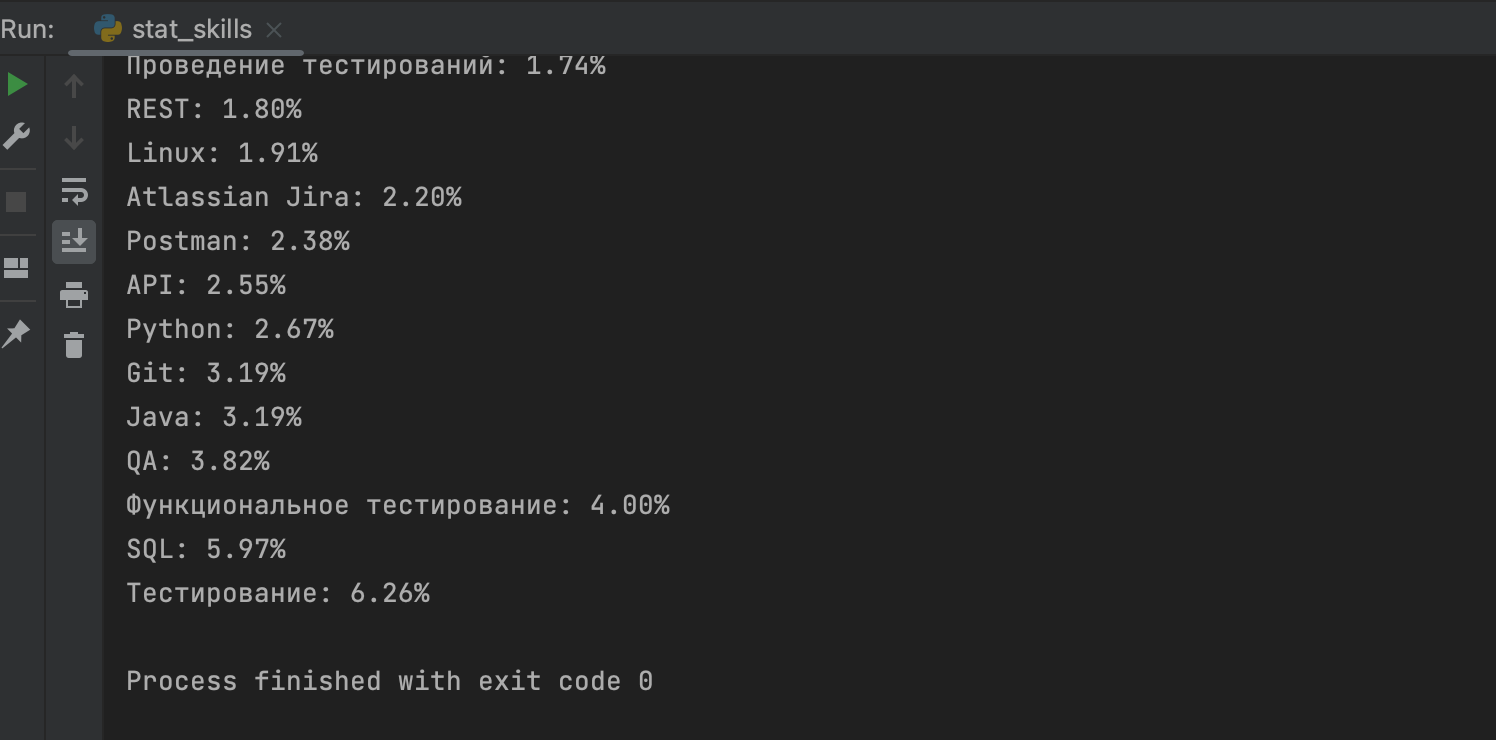 Run: stat_skills
Проведение тестирований: 1.74%
REST: 1.80%
Linux: 1.91%
Atlassian Jira: 2.20%
Postman: 2.38%
API: 2.55%
Python: 2.67%
Git: 3.19%
Java: 3.19%
QA: 3.82%
Функциональное тестирование: 4.00%
SQL: 5.97%
Тестирование: 6.26%
Process finished with exit code 0